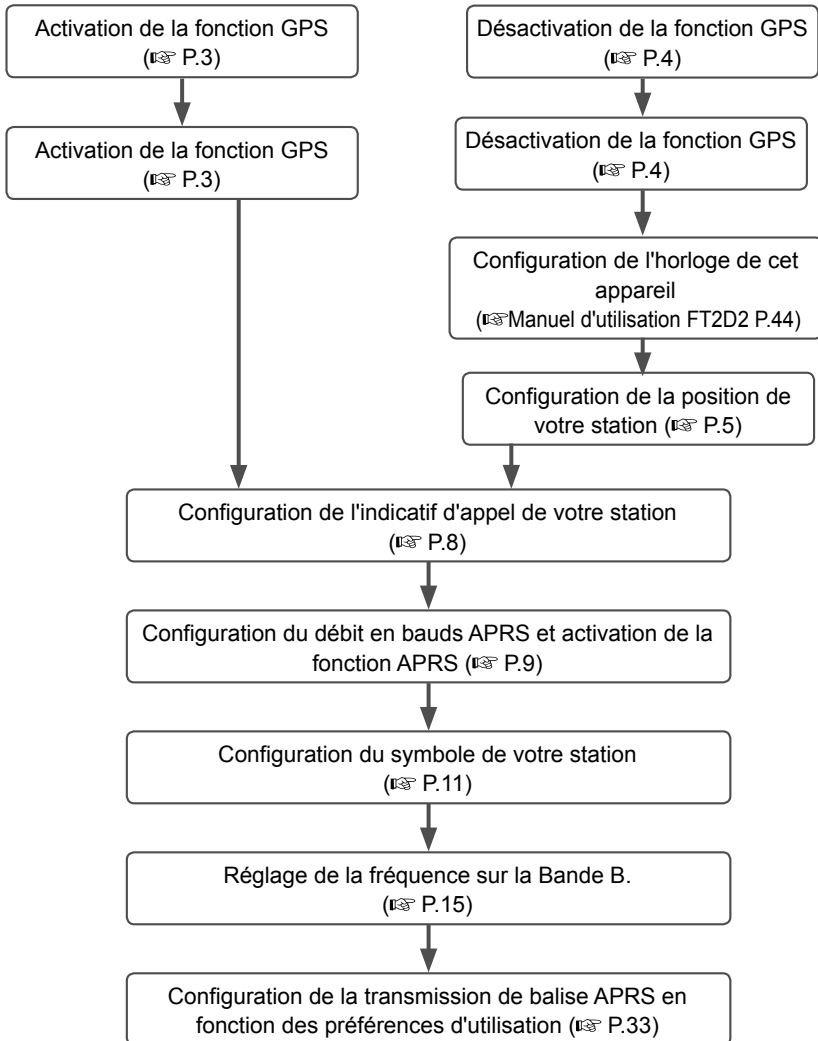 Activation de la fonction GPS
(☞ P.3)
Activation de la fonction GPS
(☞ P.3)
Désactivation de la fonction GPS
(☞ P.4)
Désactivation de la fonction GPS
(☞ P.4)
Configuration de l'horloge de cet
appareil
(☞Manuel d'utilisation FT2D2 P.44)
Configuration de la position de
votre station (☞ P.5)
Configuration de l'indicatif d'appel de votre station
(☞ P.8)
Configuration du débit en bauds APRS et activation de la
fonction APRS (☞ P.9)
Configuration du symbole de votre station
(☞ P.11)
Réglage de la fréquence sur la Bande B.
(☞ P.15)
Configuration de la transmission de balise APRS en
fonction des préférences d'utilisation (☞ P.33)